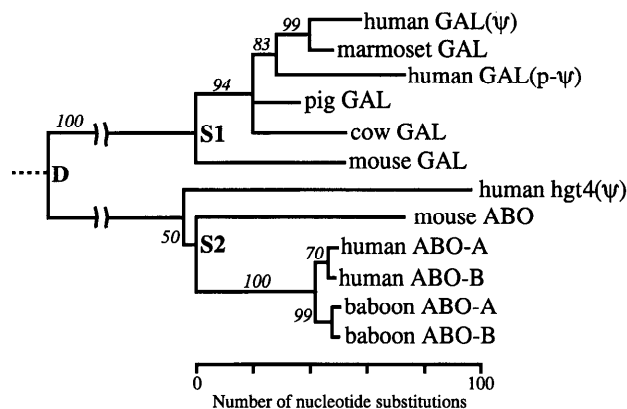 99
human GAL(ψ)
83
marmoset GAL
human GAL(p-ψ)
94
pig GAL
100
S1
cow GAL
mouse GAL
D
human hgt4(ψ)
mouse ABO
50
S2
70
human ABO-A
100
human ABO-B
99
baboon ABO-A
baboon ABO-B
0 100
Number of nucleotide substitutions